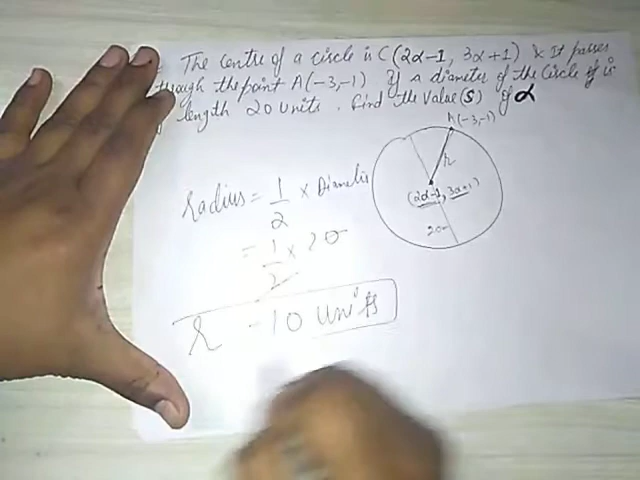 The centre of a circle is C(2α-1, 3α+1) & It passes
through the point A(-3,-1) If a diameter of the Circle is
length 20 units. find the value(s) of α
A(-3,-1)
r
(2α-1, 3α+1)
20
Radius = 1/2 × Diameter
= 1/2 × 20
r = 10 units